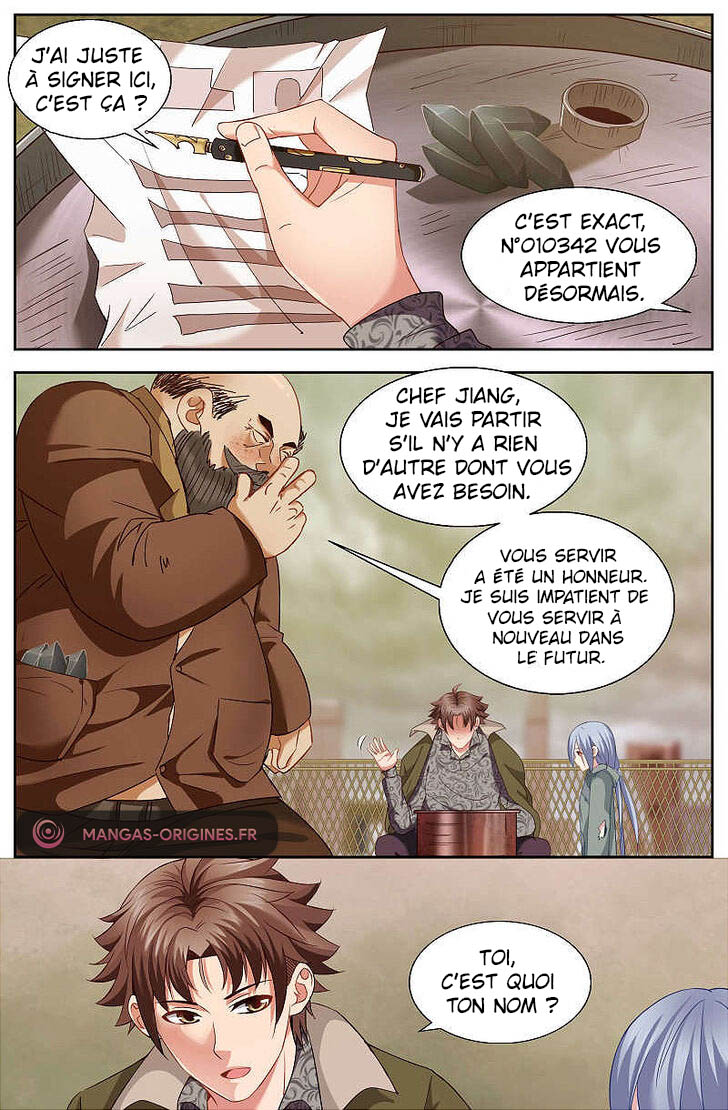 J'AI JUSTE
À SIGNER ICI,
C'EST ÇA ?
C'EST EXACT,
N°010342 VOUS
APPARTIENT
DÉSORMAIS.
CHEF JIANG,
JE VAIS PARTIR
S'IL N'Y A RIEN
D'AUTRE DONT VOUS
AVEZ BESOIN.
VOUS SERVIR
A ÉTÉ UN HONNEUR.
JE SUIS IMPATIENT DE
VOUS SERVIR À
NOUVEAU DANS
LE FUTUR.
MANGAS-ORIGINES.FR
TOI,
C'EST QUOI
TON NOM ?